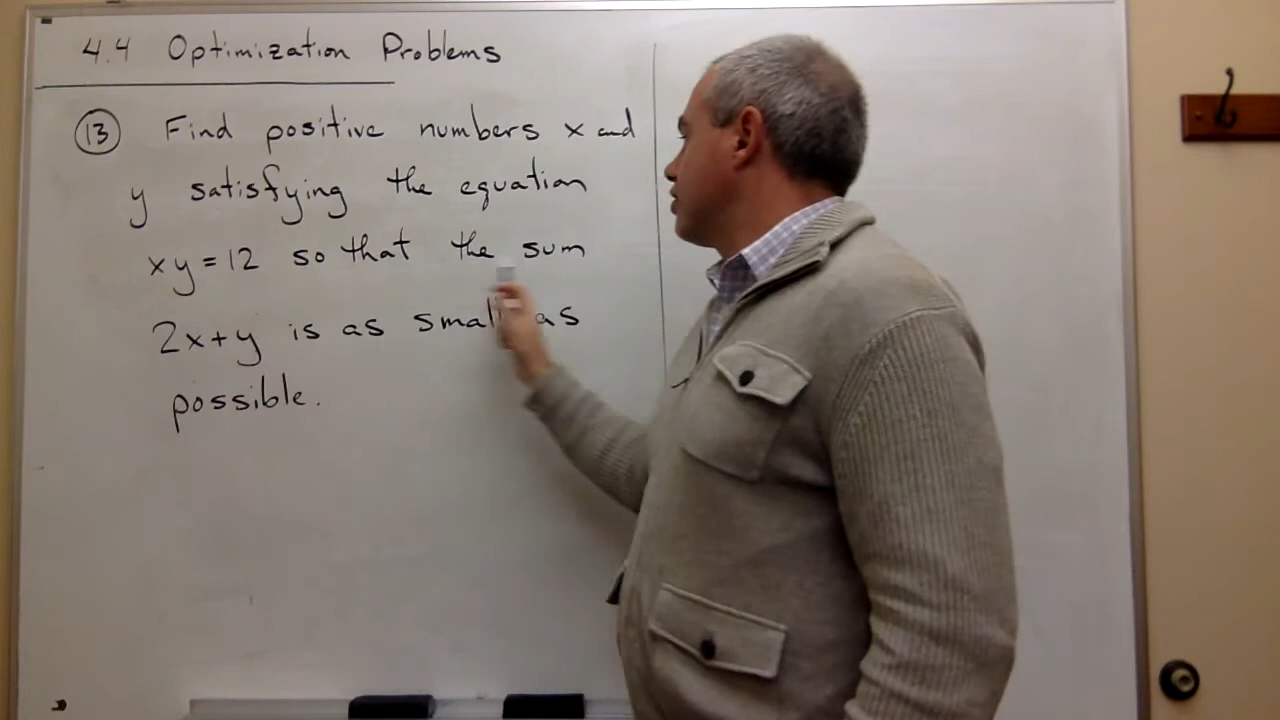 4.4 Optimization Problems
13 Find positive numbers x and
y satisfying the equation
xy = 12 so that the sum
2x+y is as small as
possible.